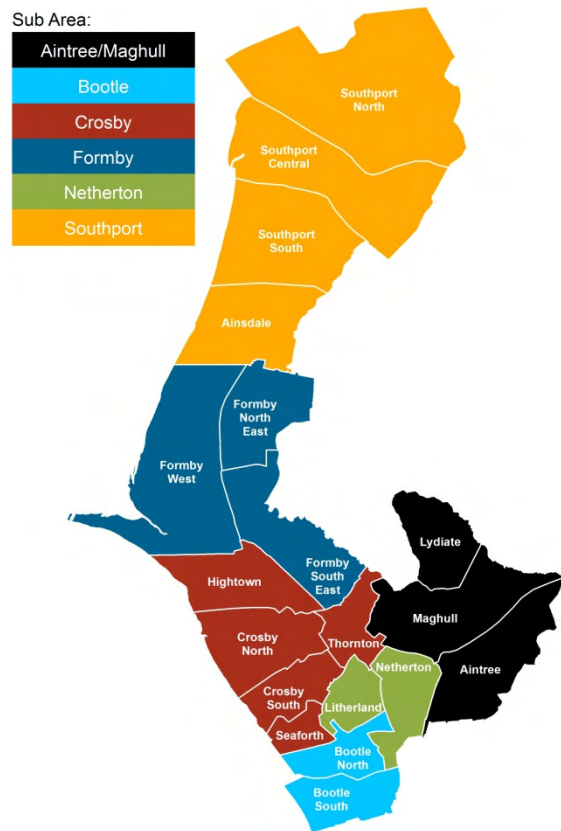 Sub Area:
Aintree/Maghull
Bootle
Crosby
Formby
Netherton
Southport
Southport
North
Southport
Central
Southport
South
Ainsdale
Formby
North
East
Formby
West
Lydiate
Formby
South
East
Hightown
Maghull
Thornton
Crosby
North
Netherton
Aintree
Crosby
South
Litherland
Seaforth
Bootle
North
Bootle
South